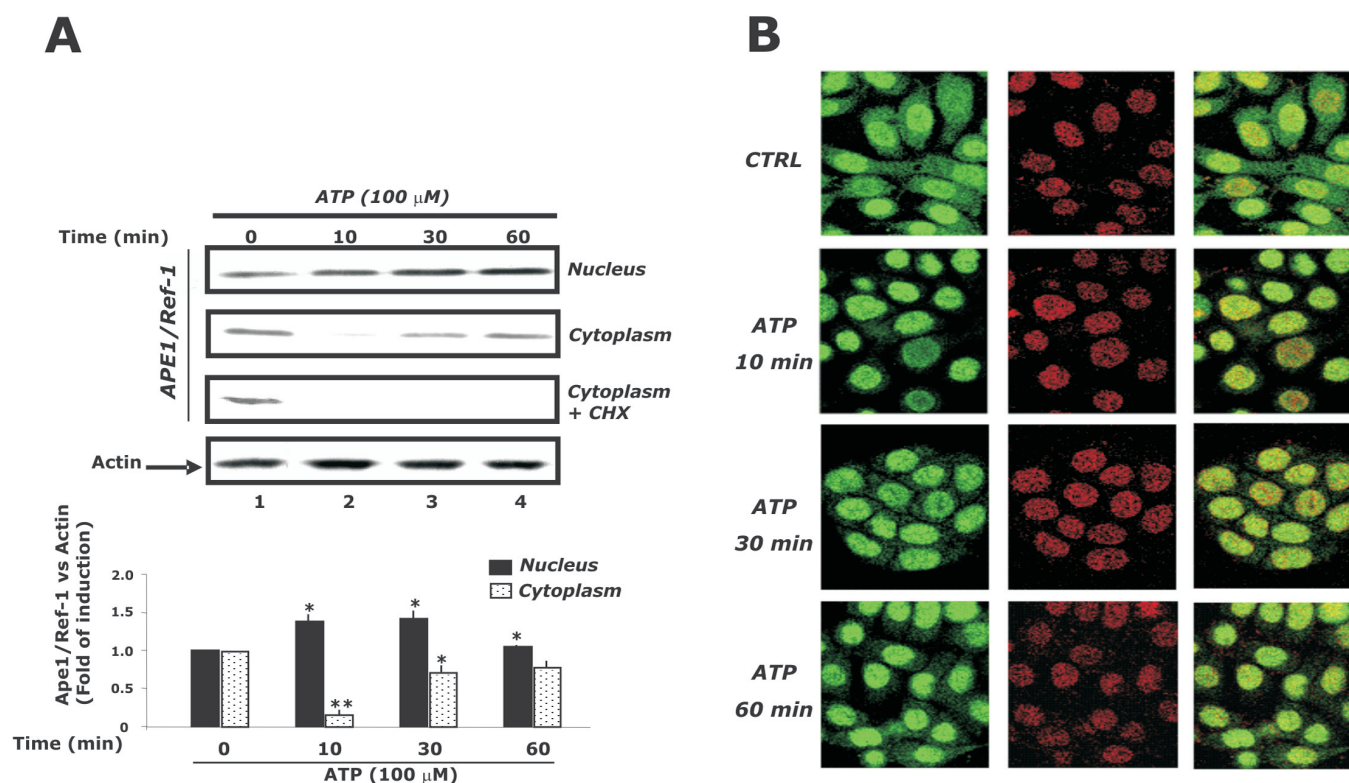 A
ATP (100 μM)
Time (min) 0 10 30 60
APE1/Ref-1
Nucleus
Cytoplasm
Cytoplasm
+ CHX
Actin
1 2 3 4
Ape1/Ref-1 vs Actin
(Fold of induction)
2.0
1.5
1.0
0.5
0
Nucleus
Cytoplasm
* ** * * *
Time (min) 0 10 30 60
ATP (100 μM)
B
CTRL
ATP
10 min
ATP
30 min
ATP
60 min